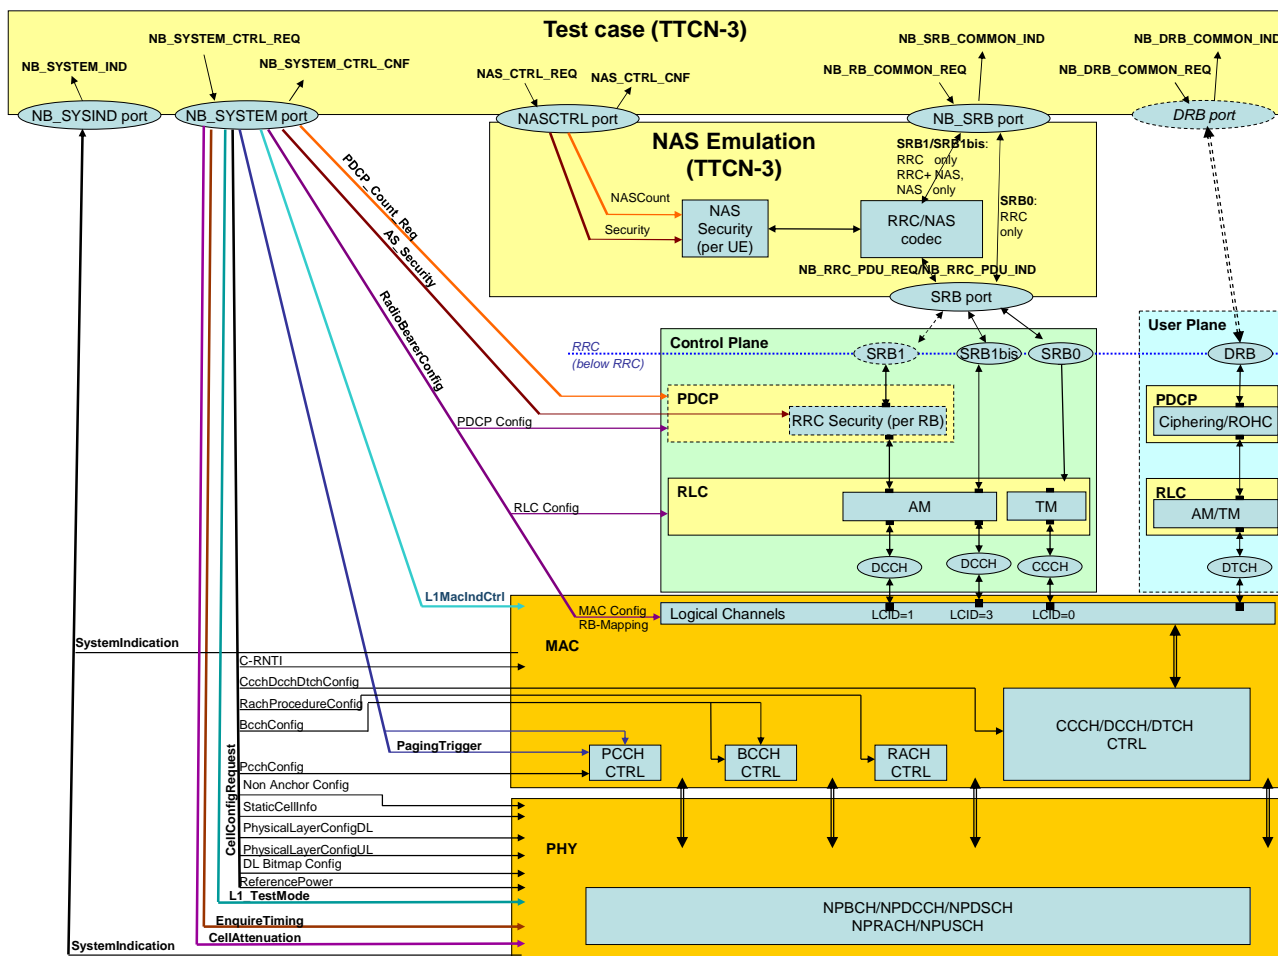 Test case (TTCN-3)
NB_SYSTEM_CTRL_REQ
NB_SYSTEM_IND
NB_SYSTEM_CTRL_CNF
NAS_CTRL_REQ
NAS_CTRL_CNF
NB_SRB_COMMON_IND
NB_RB_COMMON_REQ
NB_DRB_COMMON_IND
NB_DRB_COMMON_REQ
NB_SYSIND port
NB_SYSTEM port
NASCTRL port
NB_SRB port
DRB port
NAS Emulation
(TTCN-3)
SRB1/SRB1bis:
RRC only
RRC+ NAS,
NAS only
SRB0:
RRC
only
PDCP_Count_Req
AS_Security
NASCount
Security
NAS
Security
(per UE)
RRC/NAS
codec
NB_RRC_PDU_REQ/NB_RRC_PDU_IND
SRB port
RadioBearerConfig
Control Plane
User Plane
RRC
(below RRC)
SRB1
SRB1bis
SRB0
DRB
PDCP
RRC Security (per RB)
PDCP
Ciphering/ROHC
PDCP Config
RLC
AM
TM
RLC
AM/TM
RLC Config
DCCH
DCCH
CCCH
DTCH
L1MacIndCtrl
MAC Config
RB-Mapping
Logical Channels
LCID=1
LCID=3
LCID=0
MAC
SystemIndication
C-RNTI
CcchDcchDtchConfig
RachProcedureConfig
BcchConfig
PagingTrigger
PcchConfig
PCCH
CTRL
BCCH
CTRL
RACH
CTRL
CCCH/DCCH/DTCH
CTRL
CellConfigRequest
Non Anchor Config
StaticCellInfo
PhysicalLayerConfigDL
PhysicalLayerConfigUL
DL Bitmap Config
ReferencePower
L1_TestMode
EnquireTiming
CellAttenuation
SystemIndication
PHY
NPBCH/NPDCCH/NPDSCH
NPRACH/NPUSCH